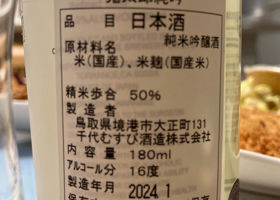 品目 日本酒
純米吟醸酒
原材料名
米(国産)、米麹(国産米)
精米歩合 50%
製造者
鳥取県境港市大正町131
千代むすび酒造株式会社
内容量 180ml
アルコール分 16度
製造年月 2024.1